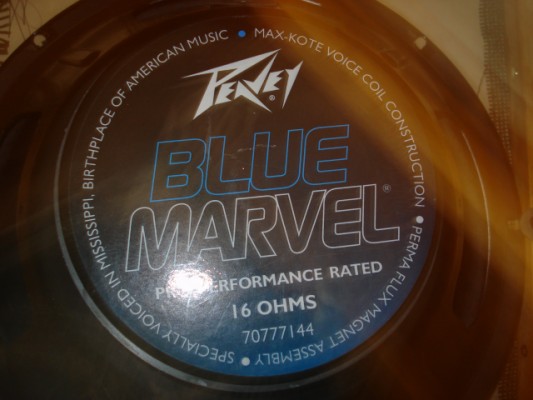 SPECIALLY VOICED IN MISSISSIPPI, BIRTHPLACE OF AMERICAN MUSIC • MAX-KOTE VOICE COIL CONSTRUCTION • PERMA FLUX MAGNET ASSEMBLY •
PEAVEY®
BLUE
MARVEL®
PERFORMANCE RATED
16 OHMS
70777144